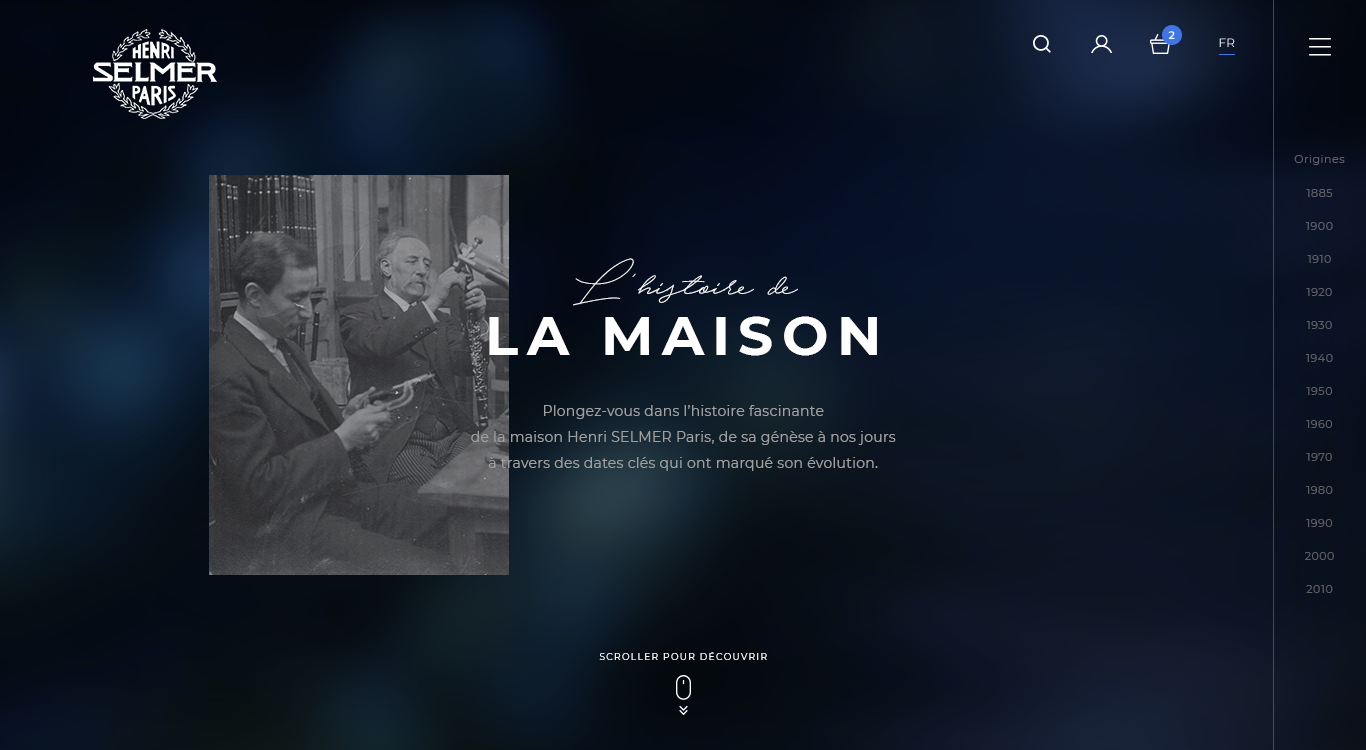 HENRI
SELMER
PARIS
2
FR
Origines
1885
1900
1910
1920
1930
1940
1950
1960
1970
1980
1990
2000
2010
L'histoire de
LA MAISON
Plongez-vous dans l'histoire fascinante
de la maison Henri SELMER Paris, de sa génèse à nos jours
à travers des dates clés qui ont marqué son évolution.
SCROLLER POUR DÉCOUVRIR